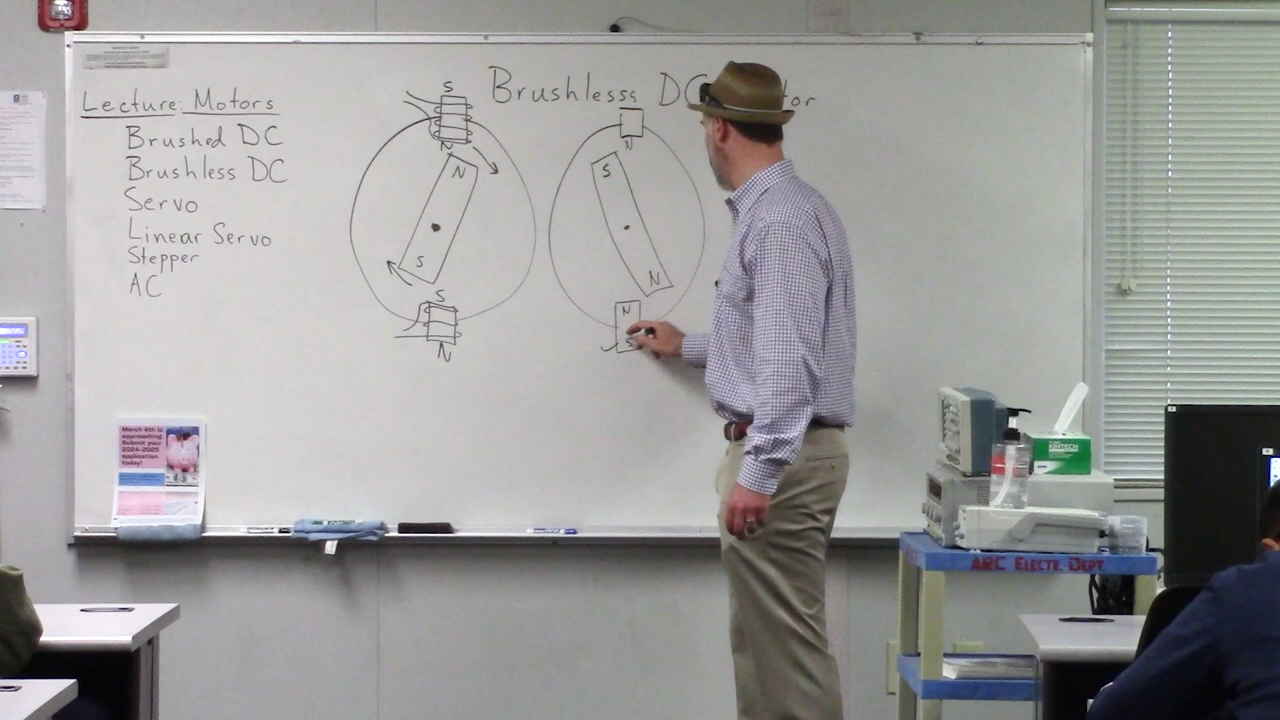 Lecture: Motors
Brushed DC
Brushless DC
Servo
Linear Servo
Stepper
AC
Brushlesss DC tor
S
N
N
S
S
N
N
S
N
N
March 4th is
approaching.
Submit your
2024-2025
application
today!
KIMTECH
ARC ELECTR. DEPT.